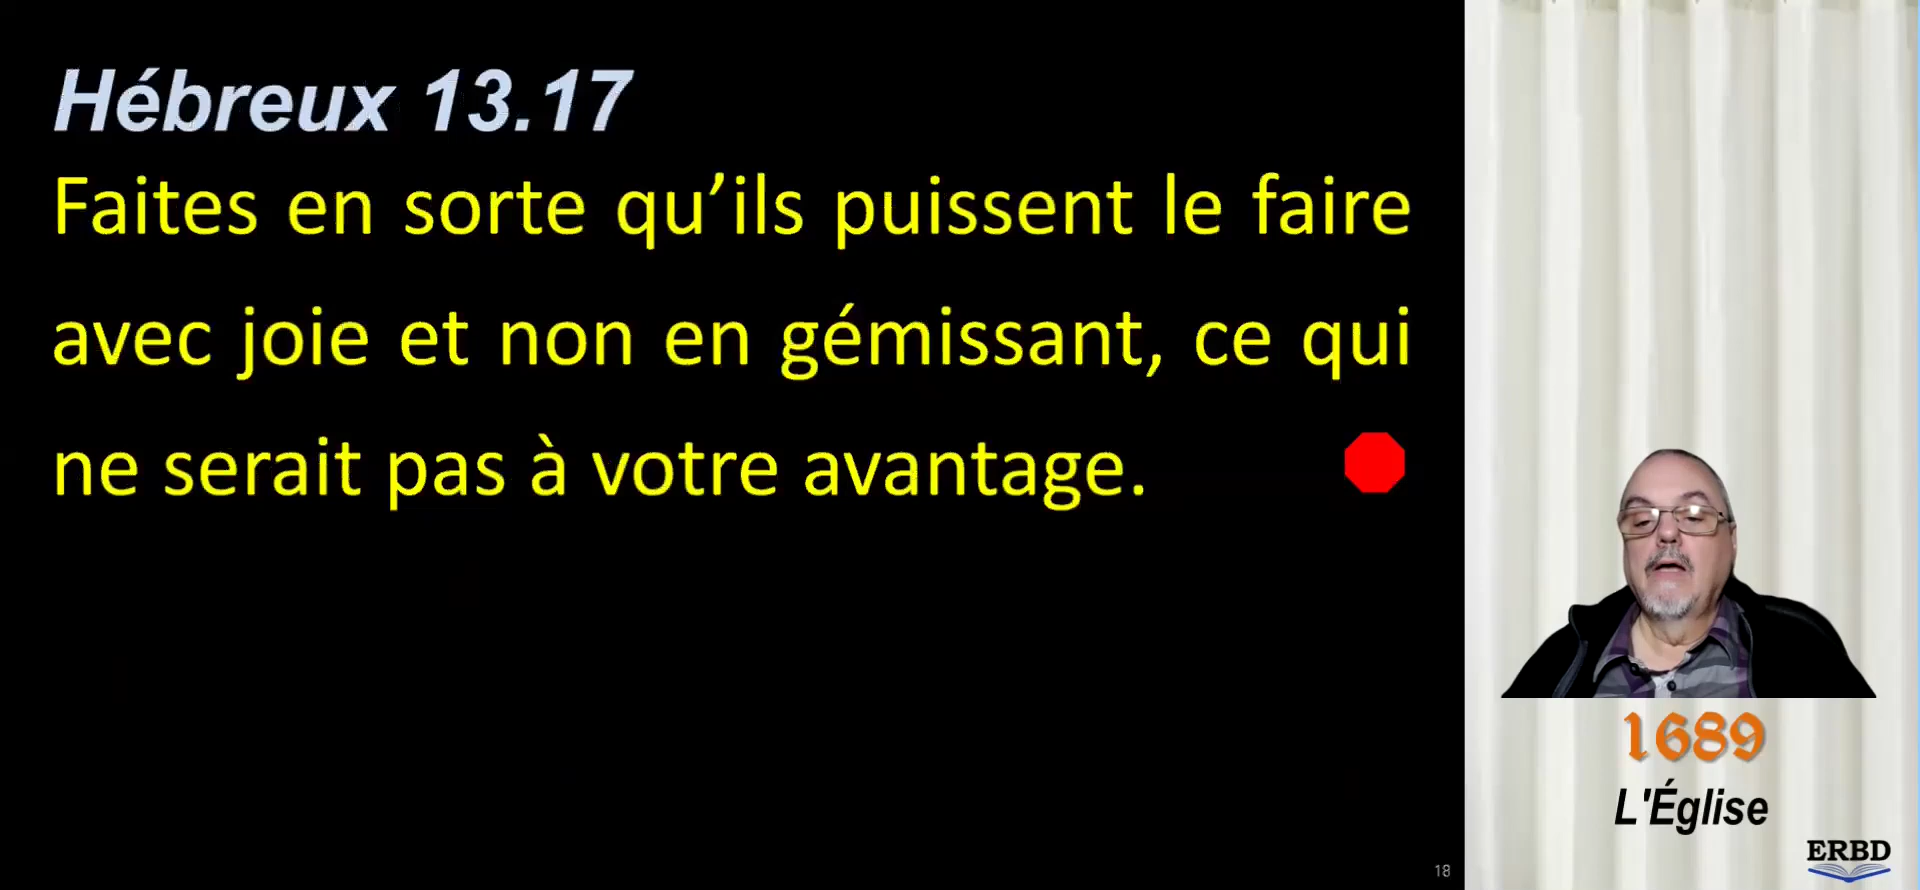 Hébreux 13.17
Faites en sorte qu’ils puissent le faire
avec joie et non en gémissant, ce qui
ne serait pas à votre avantage.
18
1689
L'Église
ERBD